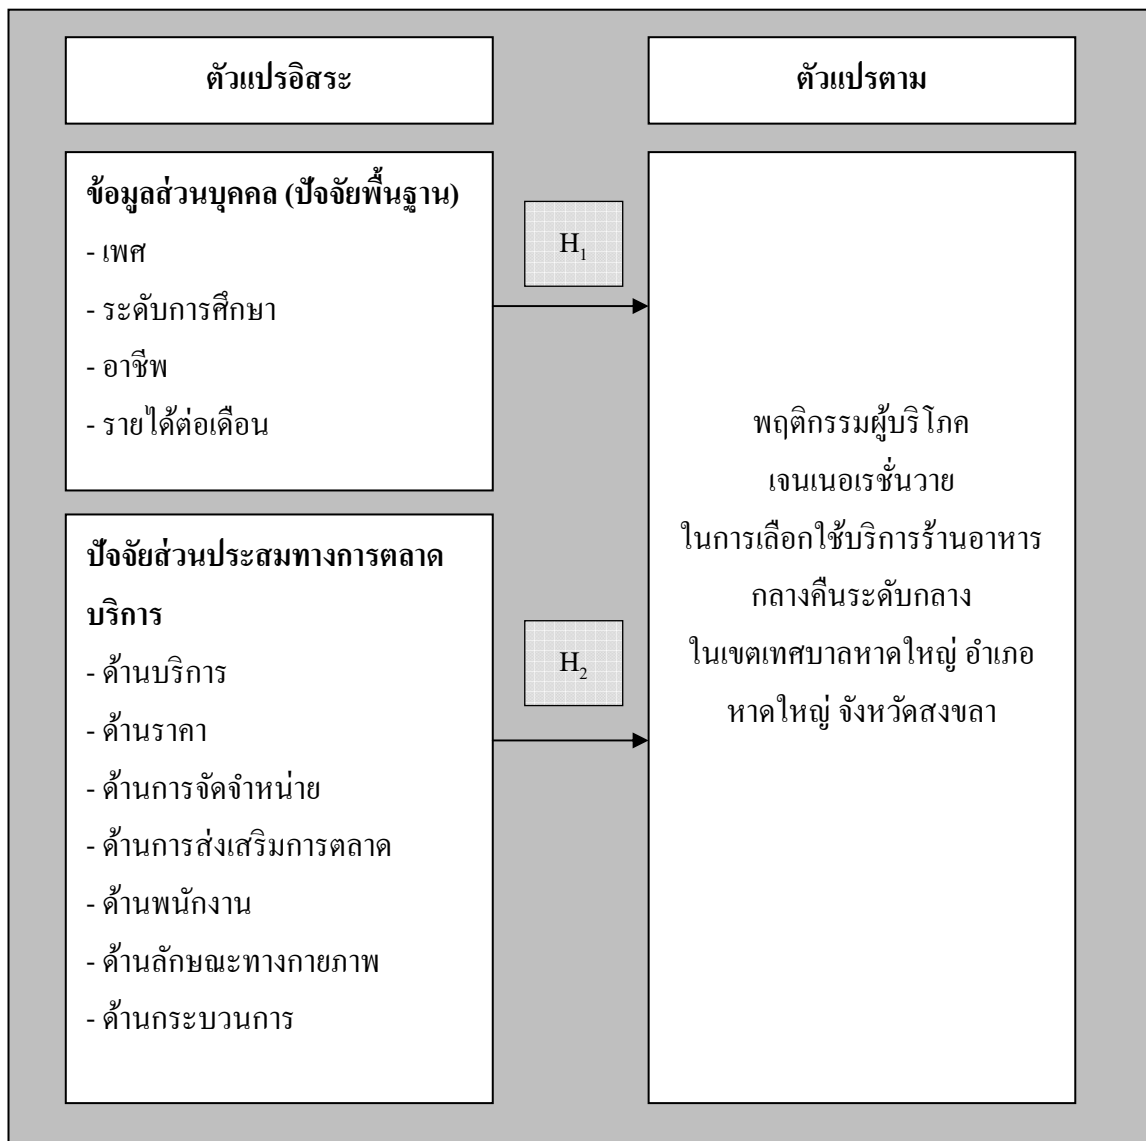 ตัวแปรอิสระ
ตัวแปรตาม
ข้อมูลส่วนบุคคล (ปัจจัยพื้นฐาน)
- เพศ
- ระดับการศึกษา
- อาชีพ
- รายได้ต่อเดือน
H₁
ปัจจัยส่วนประสมทางการตลาด
บริการ
- ด้านบริการ
- ด้านราคา
- ด้านการจัดจำหน่าย
- ด้านการส่งเสริมการตลาด
- ด้านพนักงาน
- ด้านลักษณะทางกายภาพ
- ด้านกระบวนการ
H₂
พฤติกรรมผู้บริโภค
เจนเนอเรชั่นวาย
ในการเลือกใช้บริการร้านอาหาร
กลางคืนระดับกลาง
ในเขตเทศบาลหาดใหญ่ อำเภอ
หาดใหญ่ จังหวัดสงขลา